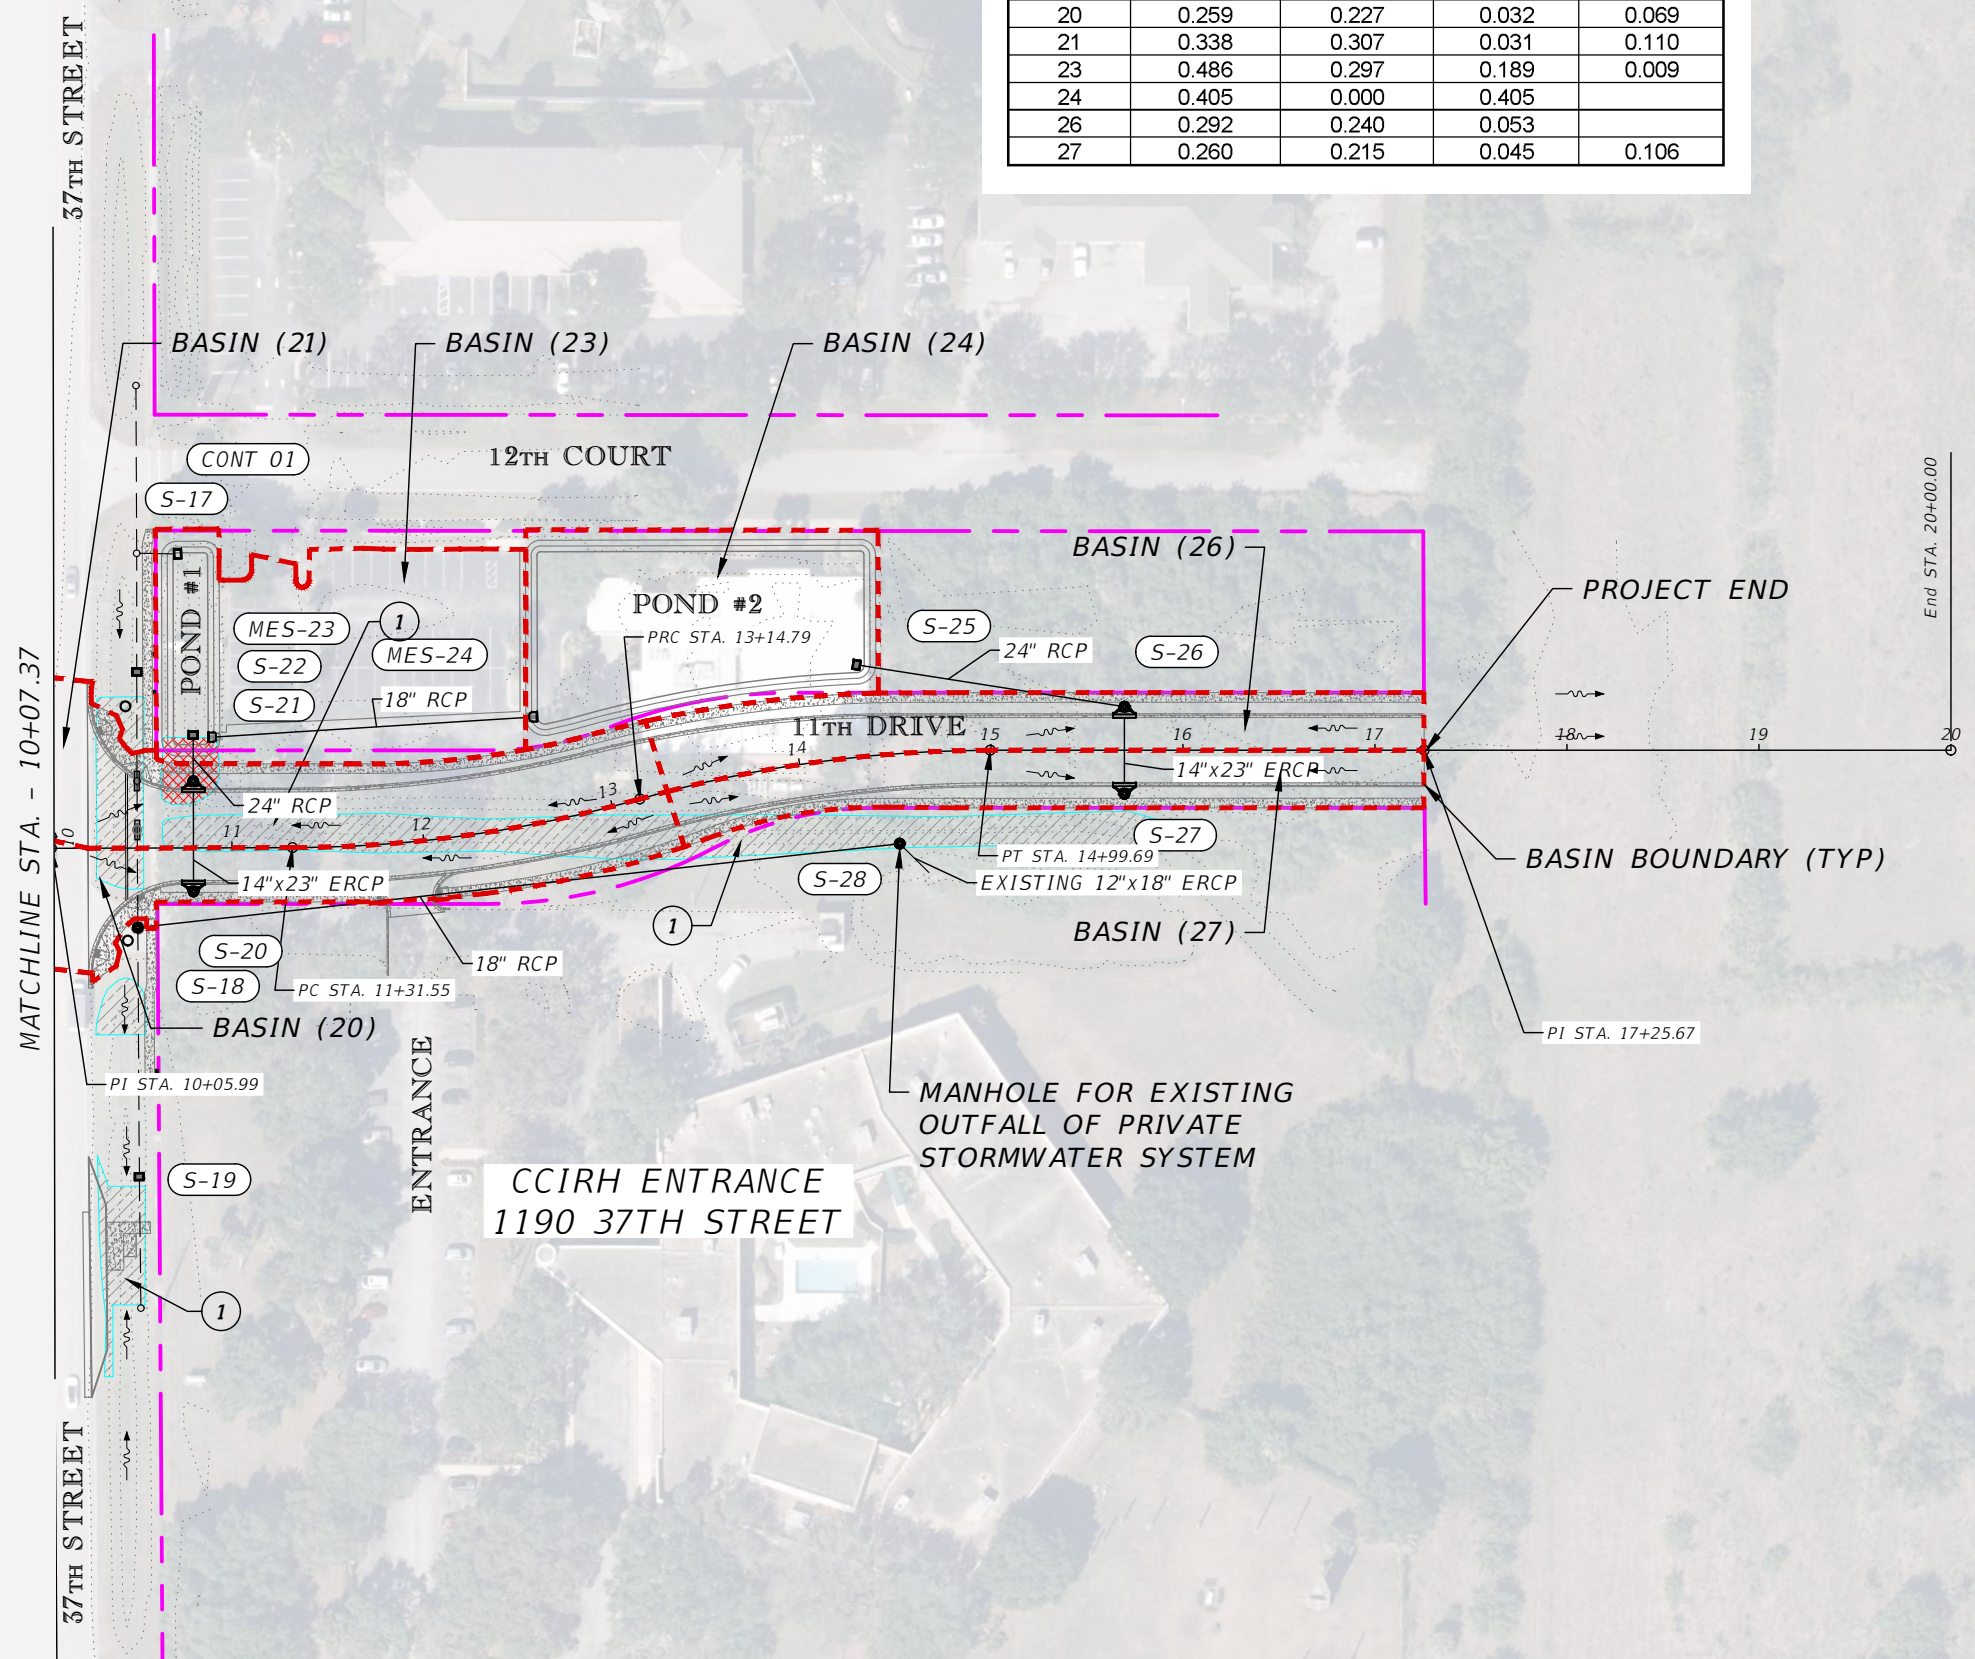 20 0.259 0.227 0.032 0.069
21 0.338 0.307 0.031 0.110
23 0.486 0.297 0.189 0.009
24 0.405 0.000 0.405
26 0.292 0.240 0.053
27 0.260 0.215 0.045 0.106
37TH STREET
BASIN (21)
BASIN (23)
BASIN (24)
12TH COURT
CONT 01
S-17
End STA. 20+00.00
BASIN (26)
PROJECT END
POND #1
POND #2
MES-23
1
PRC STA. 13+14.79
S-25
24" RCP
S-26
MES-24
S-22
S-21
18" RCP
MATCHLINE STA. - 10+07.37
11TH DRIVE
10
11
12
13
14
15
16
17
18
19
20
14"x23" ERCP
24" RCP
S-27
PT STA. 14+99.69
BASIN BOUNDARY (TYP)
14"x23" ERCP
S-28
EXISTING 12"x18" ERCP
1
BASIN (27)
S-20
18" RCP
S-18
PC STA. 11+31.55
BASIN (20)
PI STA. 17+25.67
PI STA. 10+05.99
ENTRANCE
MANHOLE FOR EXISTING
OUTFALL OF PRIVATE
STORMWATER SYSTEM
S-19
CCIRH ENTRANCE
1190 37TH STREET
1
37TH STREET